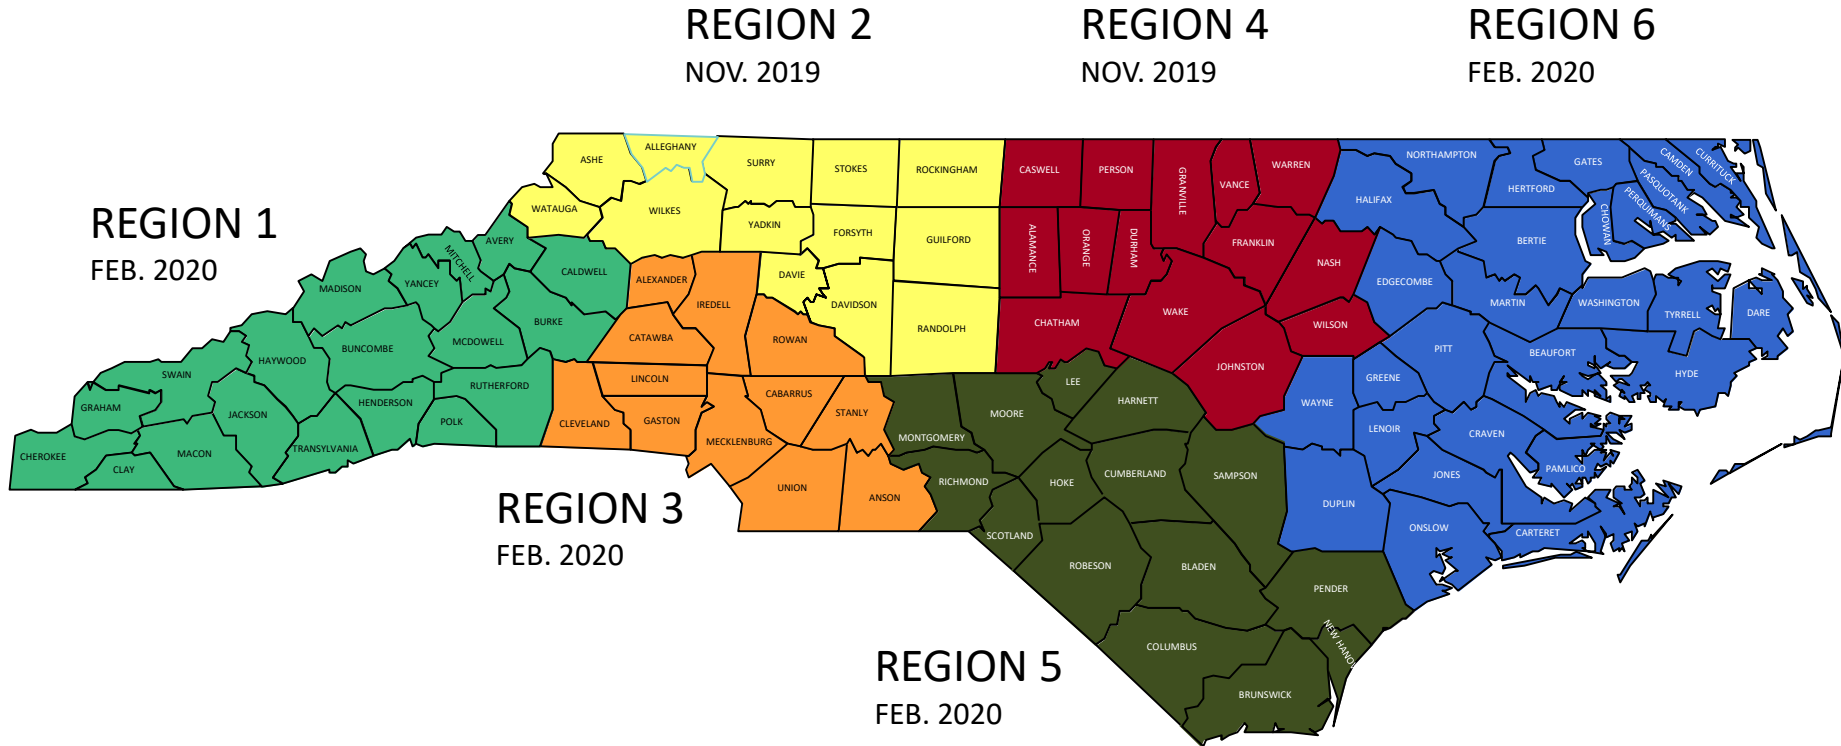 REGION 2
NOV. 2019
REGION 4
NOV. 2019
REGION 6
FEB. 2020
REGION 1
FEB. 2020
REGION 3
FEB. 2020
REGION 5
FEB. 2020
CHEROKEE
GRAHAM
CLAY
SWAIN
MACON
JACKSON
HAYWOOD
TRANSYLVANIA
MADISON
BUNCOMBE
HENDERSON
YANCEY
MITCHELL
AVERY
MCDOWELL
POLK
RUTHERFORD
BURKE
CALDWELL
ASHE
ALLEGHANY
WATAUGA
WILKES
SURRY
YADKIN
STOKES
FORSYTH
DAVIE
DAVIDSON
ROCKINGHAM
GUILFORD
RANDOLPH
ALEXANDER
IREDELL
CATAWBA
ROWAN
LINCOLN
CLEVELAND
GASTON
MECKLENBURG
CABARRUS
STANLY
UNION
ANSON
CASWELL
PERSON
GRANVILLE
VANCE
WARREN
ALAMANCE
ORANGE
DURHAM
FRANKLIN
NASH
CHATHAM
WAKE
WILSON
JOHNSTON
MONTGOMERY
MOORE
LEE
HARNETT
RICHMOND
HOKE
CUMBERLAND
SAMPSON
SCOTLAND
ROBESON
BLADEN
PENDER
COLUMBUS
BRUNSWICK
NEW HANOV
NORTHAMPTON
HALIFAX
HERTFORD
GATES
CAMDEN
CURRITUCK
PASQUOTANK
PERQUIMANS
CHOWAN
BERTIE
EDGECOMBE
MARTIN
WASHINGTON
TYRRELL
DARE
PITT
BEAUFORT
HYDE
GREENE
WAYNE
LENOIR
CRAVEN
PAMLICO
JONES
DUPLIN
ONSLOW
CARTERET